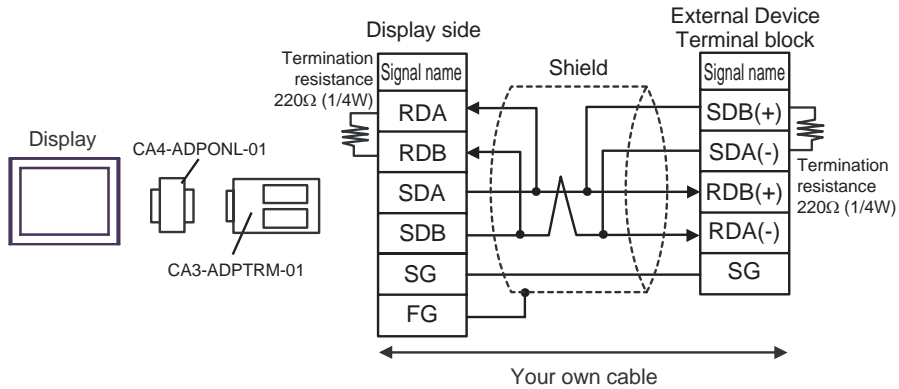 Display side
External Device
Terminal block
Termination
resistance
220Ω (1/4W)
Signal name
Shield
Signal name
RDA
SDB(+)
Display
CA4-ADPONL-01
RDB
SDA(-)
Termination
resistance
220Ω (1/4W)
SDA
RDB(+)
SDB
RDA(-)
CA3-ADPTRM-01
SG
SG
FG
Your own cable